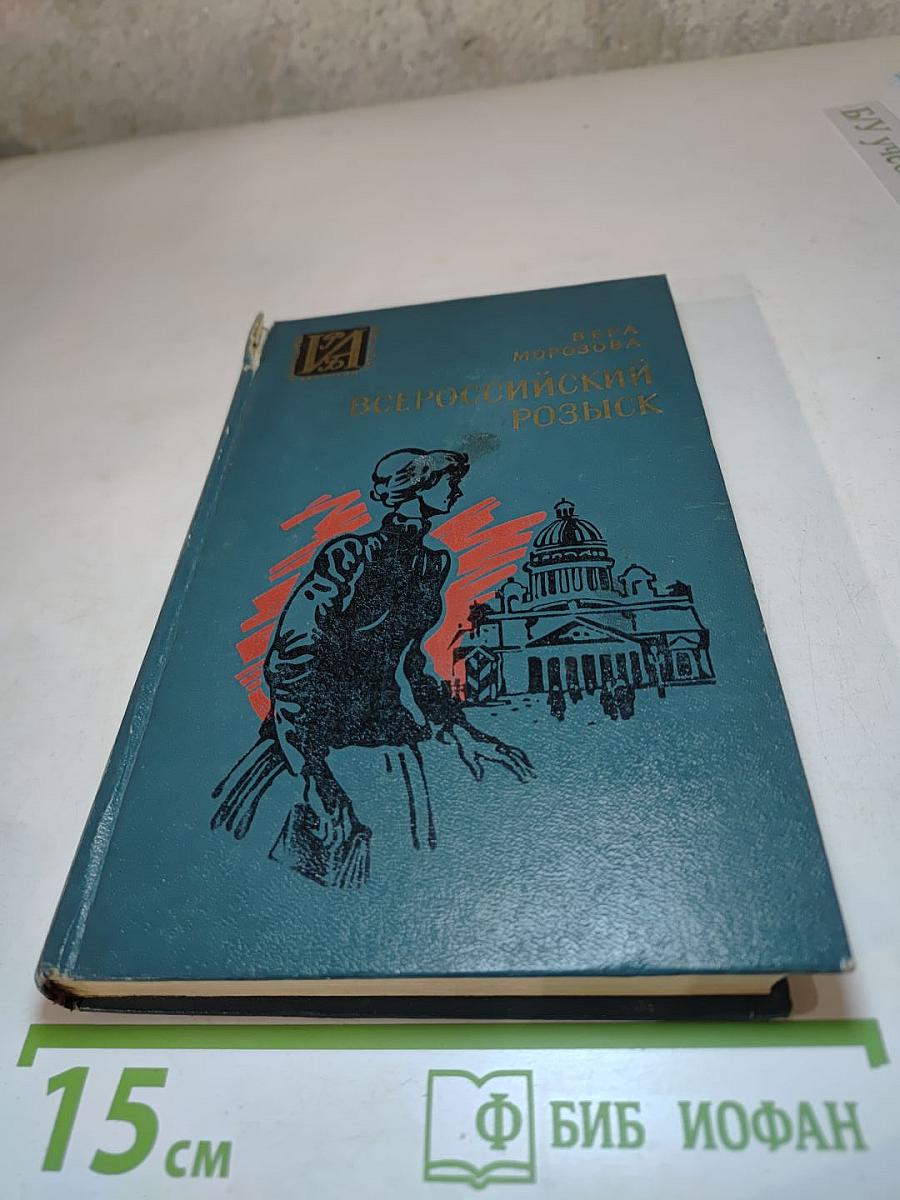 Б/У
ВЕРА
МОРОЗОВА
ВСЕРОССИЙСКИЙ
РОЗЫСК
15 см
Ф БИБ ИОФАН